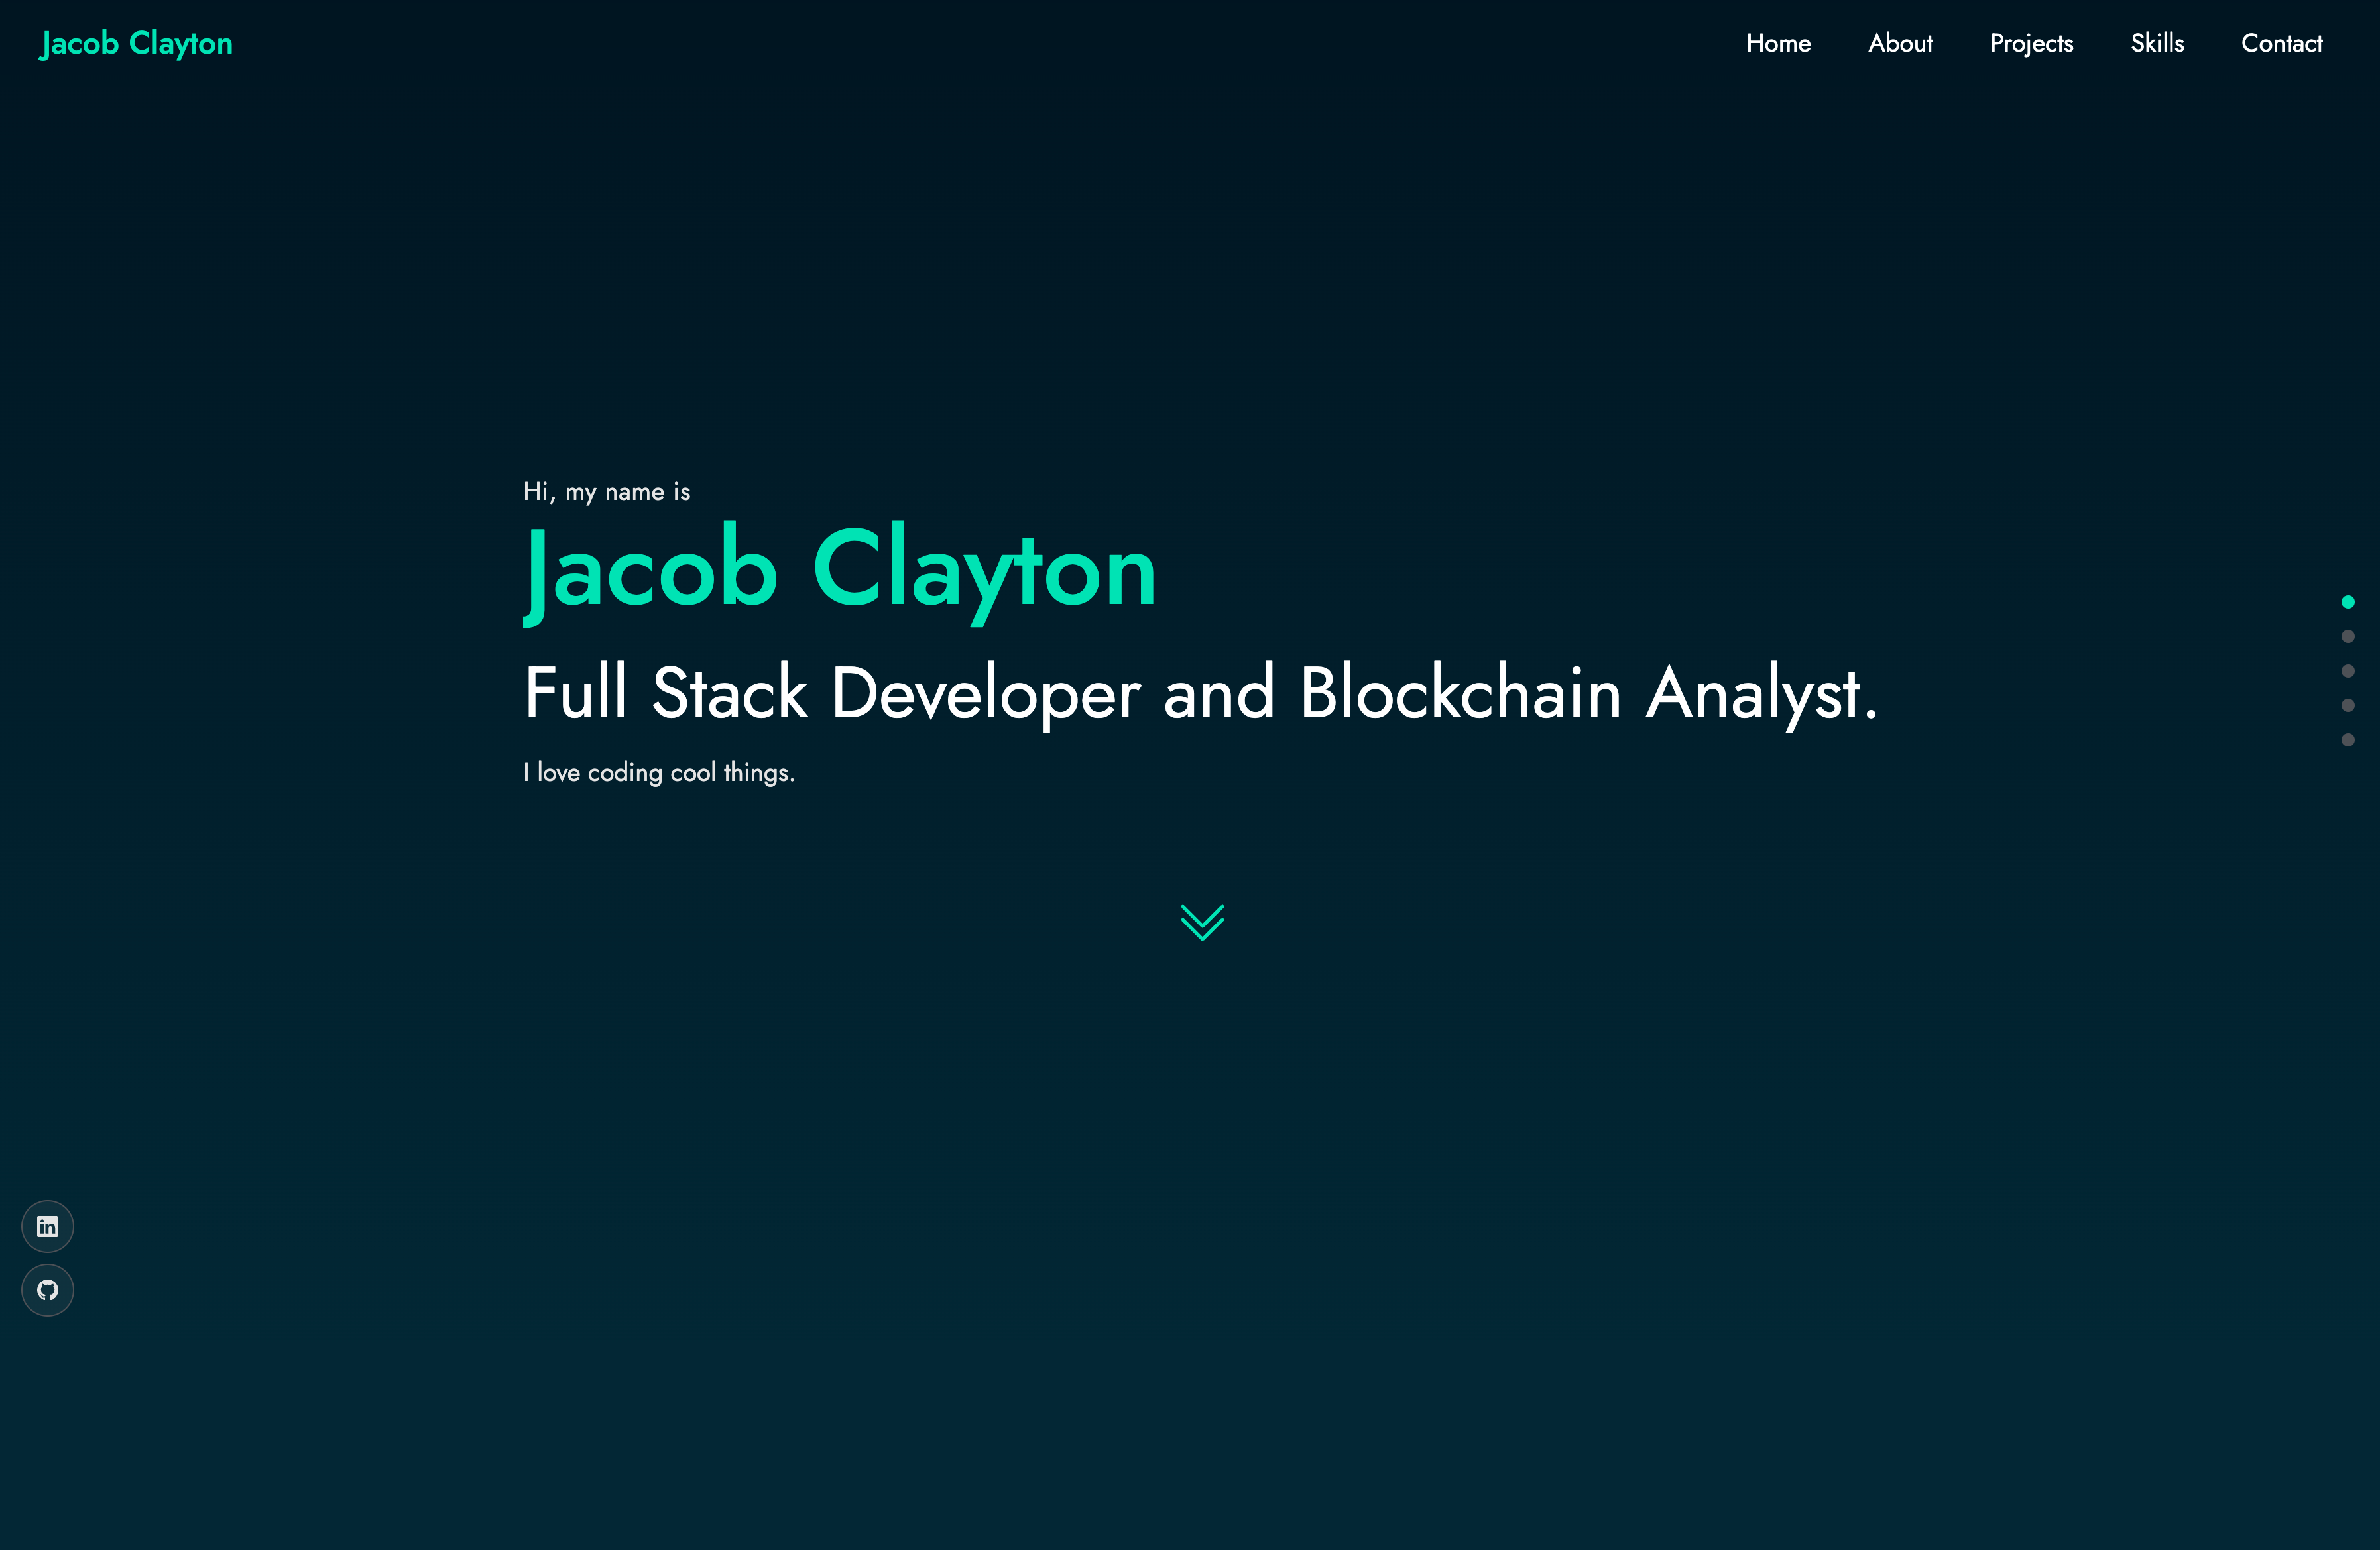 Jacob Clayton
Home About Projects Skills Contact
Hi, my name is
Jacob Clayton
Full Stack Developer and Blockchain Analyst.
I love coding cool things.
in